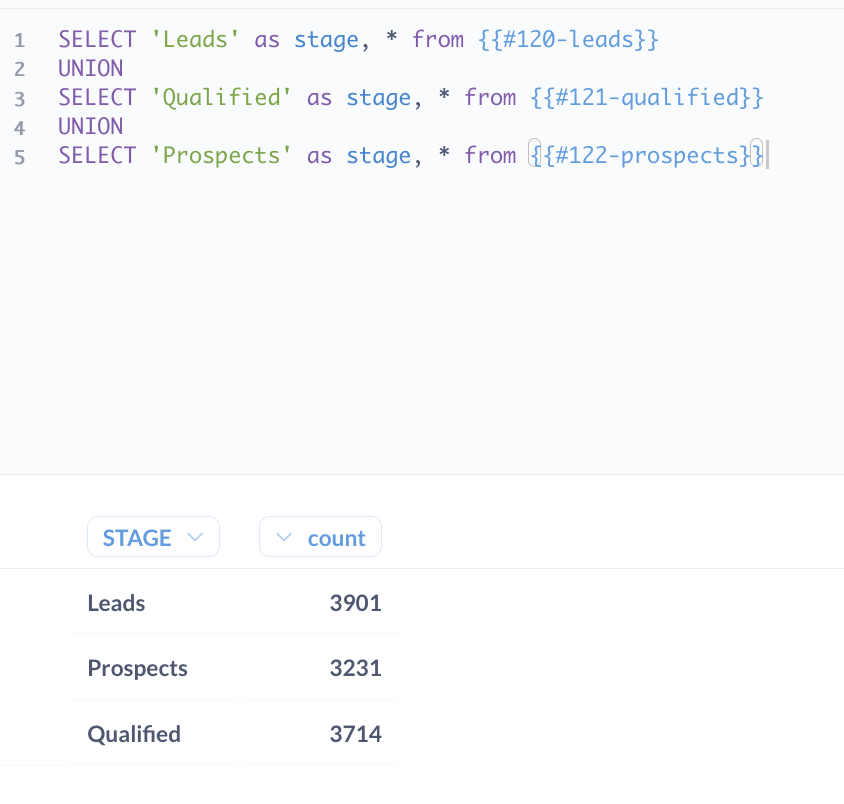 1 SELECT 'Leads' as stage, * from {{#120-leads}}
2 UNION
3 SELECT 'Qualified' as stage, * from {{#121-qualified}}
4 UNION
5 SELECT 'Prospects' as stage, * from {{#122-prospects}}
STAGE count
Leads 3901
Prospects 3231
Qualified 3714